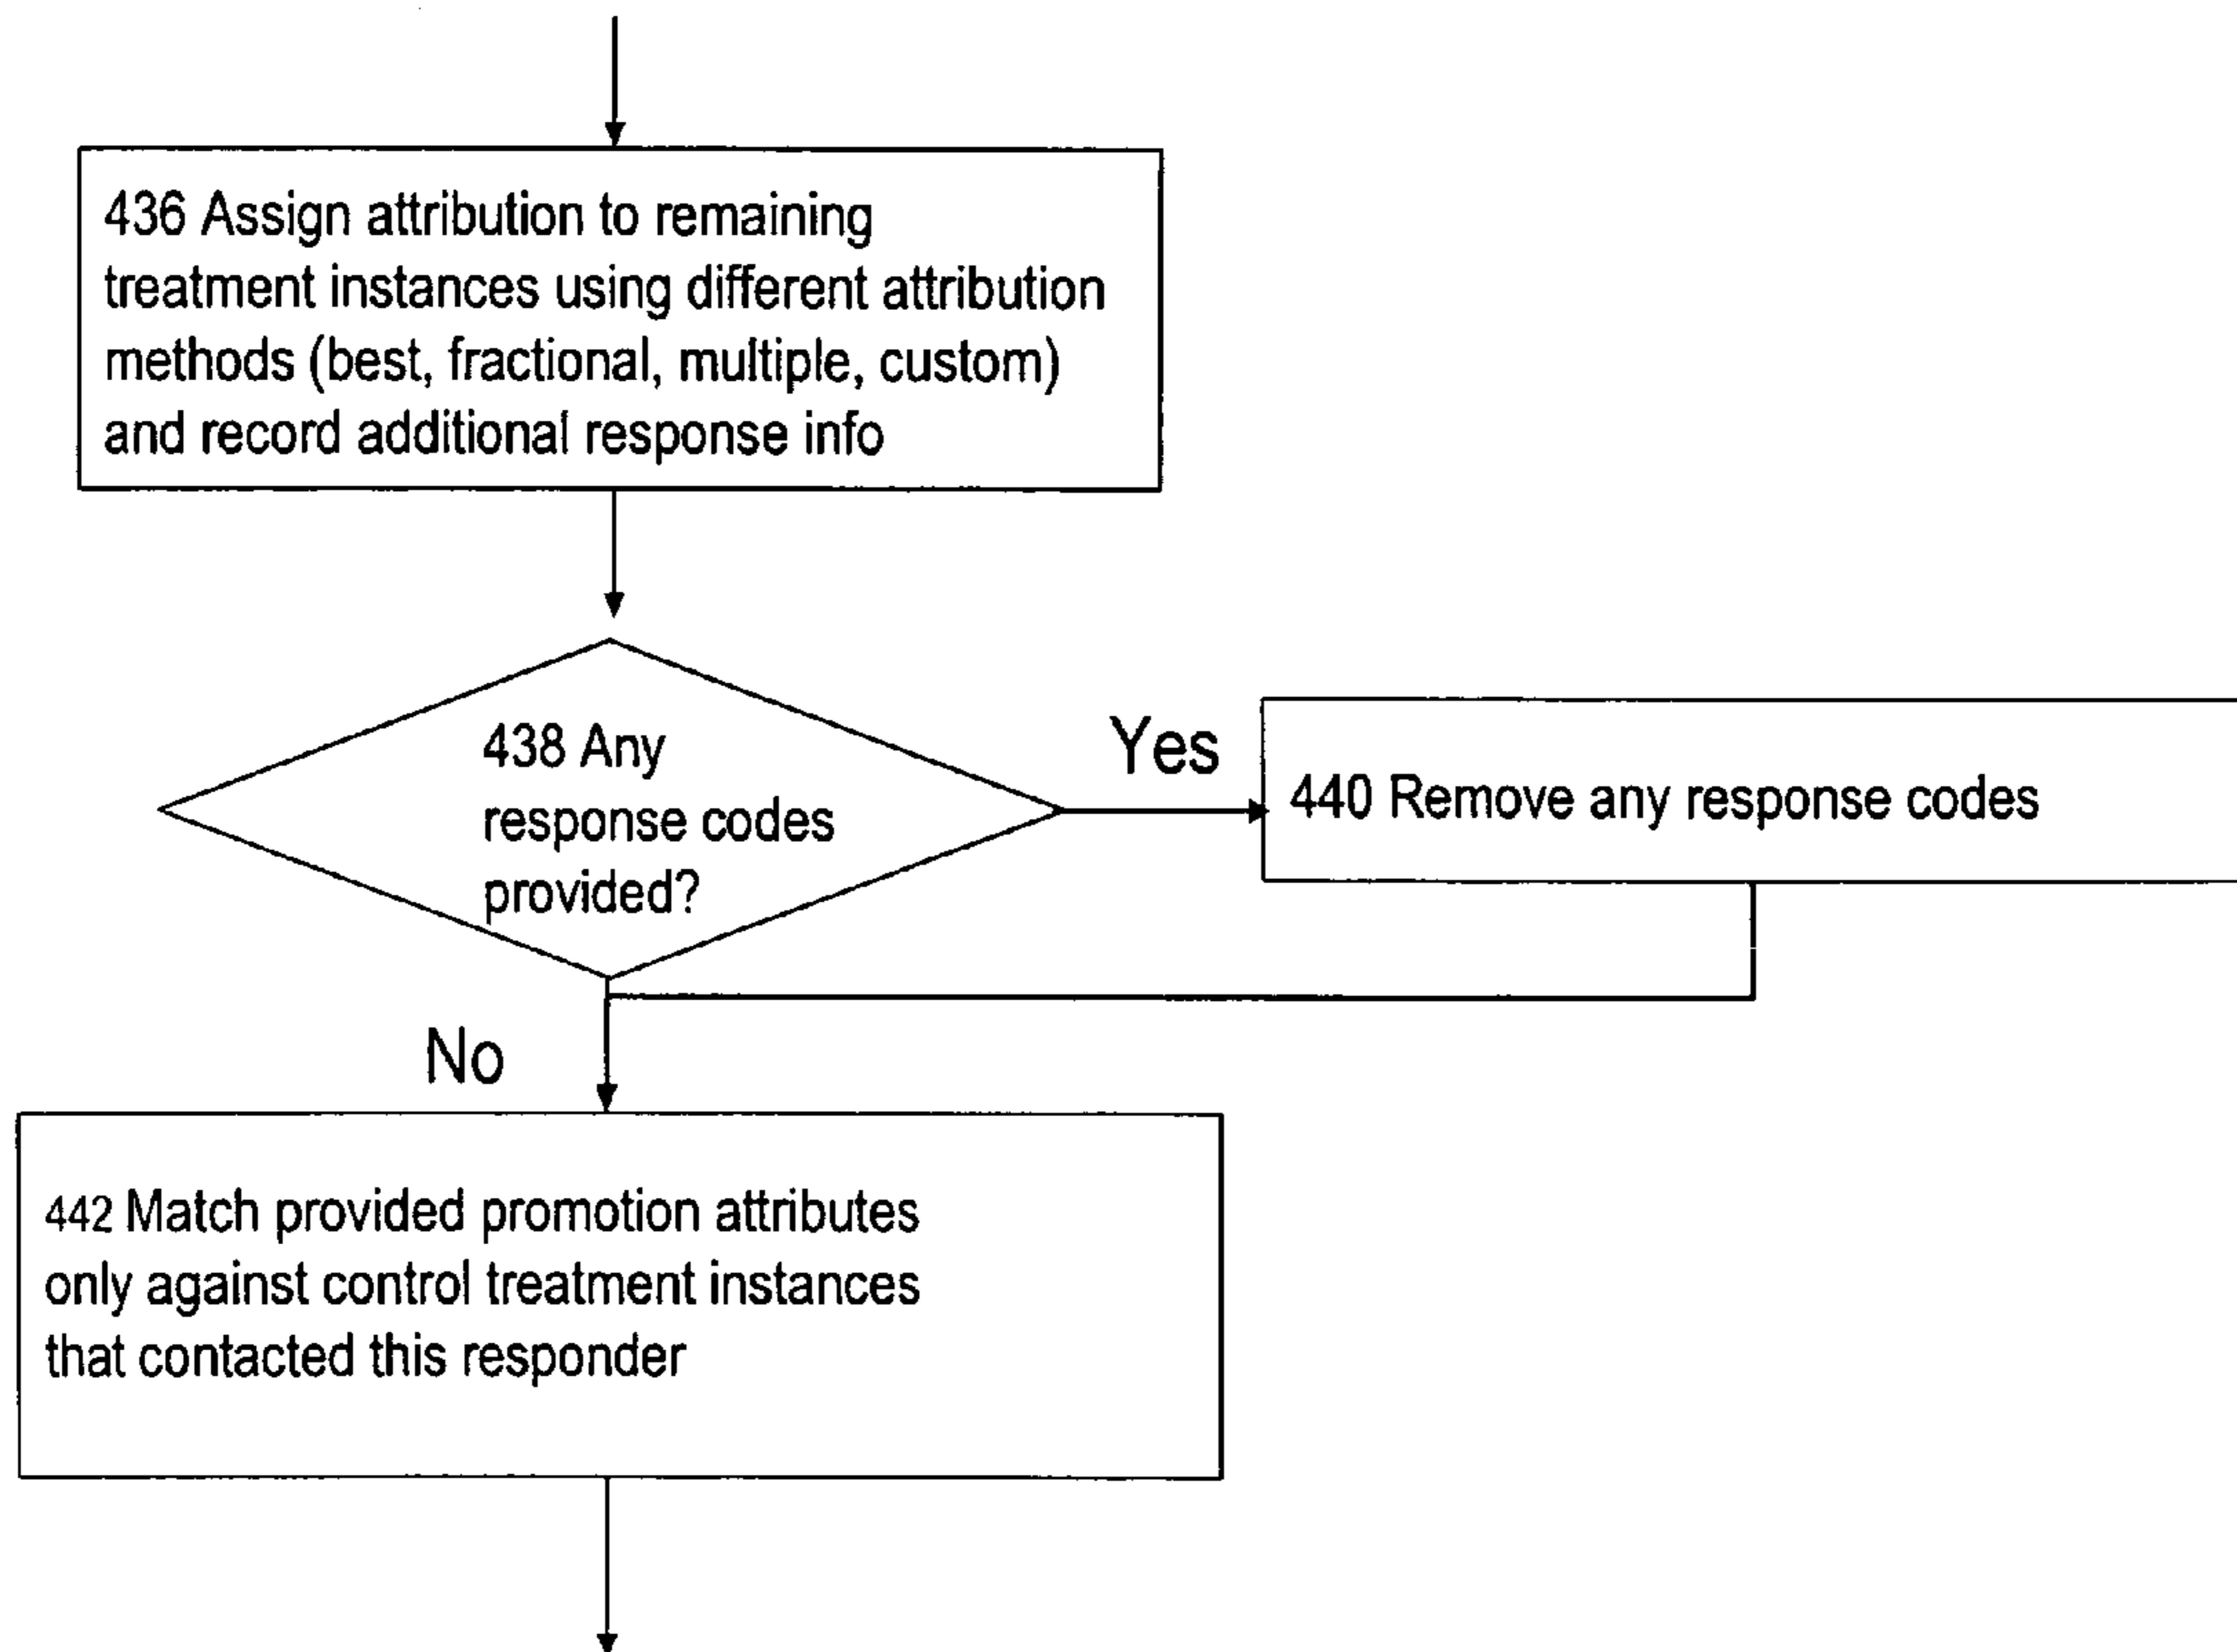 436 Assign attribution to remaining
treatment instances using different attribution
methods (best, fractional, multiple, custom)
and record additional response info
438 Any
response codes
provided?
Yes
440 Remove any response codes
No
442 Match provided promotion attributes
only against control treatment instances
that contacted this responder